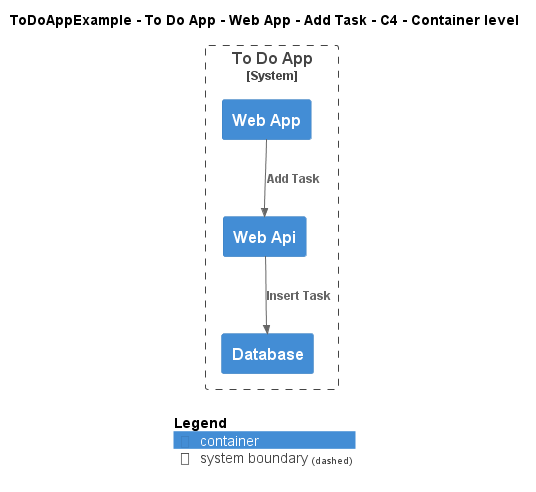 ToDoAppExample - To Do App - Web App - Add Task - C4 - Container level
To Do App
[System]
Web App
Add Task
Web Api
Insert Task
Database
Legend
container
system boundary (dashed)